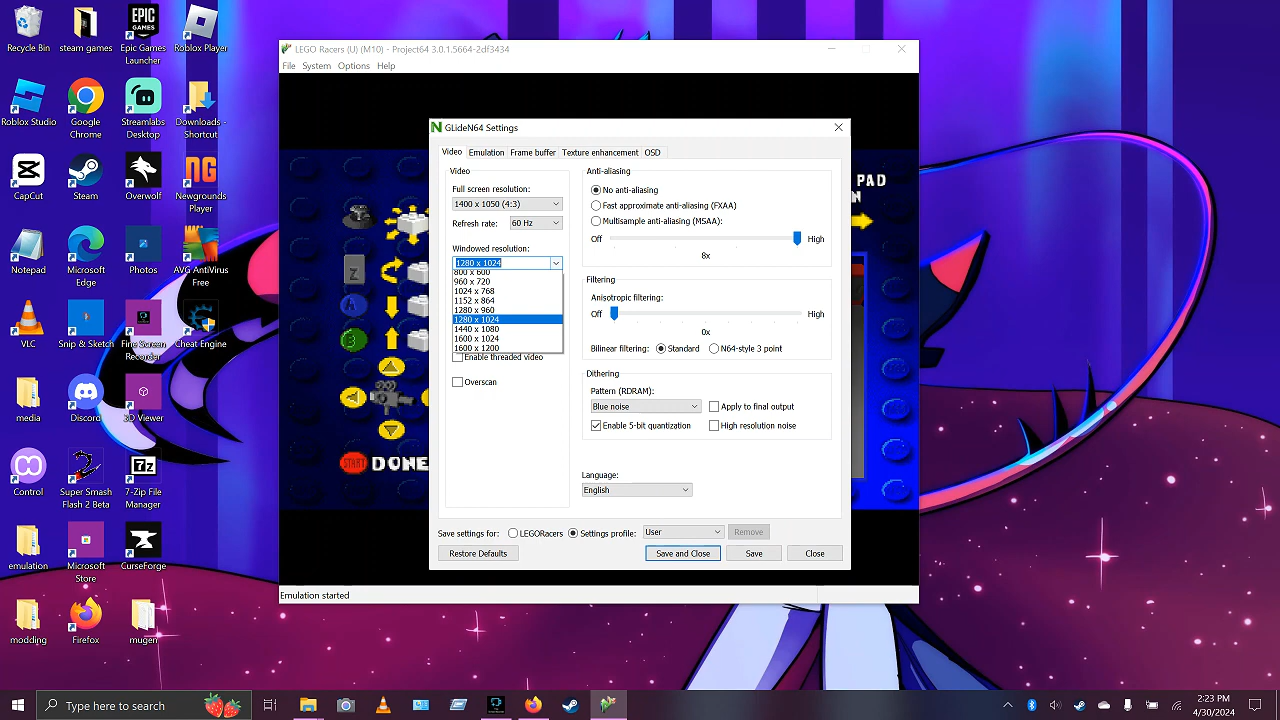 Recycle Bin
steam games
Epic Games Launcher
Roblox Player
Roblox Studio
Google Chrome
Streamlabs Desktop
Downloads - Shortcut
CapCut
Steam
Overwolf
Newgrounds Player
Notepad
Microsoft Edge
Photos
AVG AntiVirus Free
VLC
Snip & Sketch
Fine Screen Recorder
Cheat Engine
media
Discord
3D Viewer
Control
Super Smash Flash 2 Beta
7-Zip File Manager
emulation
Microsoft Store
CurseForge
modding
Firefox
mugen
EPIC GAMES
NG
7z
LEGO Racers (U) (M10) - Project64 3.0.1.5664-2df3434
File System Options Help
PAD
N
Z
A
START DONE
Emulation started
GLideN64 Settings
Video Emulation Frame buffer Texture enhancement OSD
Video
Full screen resolution:
1400 x 1050 (4:3)
Refresh rate: 60 Hz
Windowed resolution:
1280 x 1024
800 x 600
960 x 720
1024 x 768
1152 x 864
1280 x 960
1280 x 1024
1440 x 1080
1600 x 1024
1600 x 1200
Enable threaded video
Overscan
Anti-aliasing
No anti-aliasing
Fast approximate anti-aliasing (FXAA)
Multisample anti-aliasing (MSAA):
Off High
8x
Filtering
Anisotropic filtering:
Off High
0x
Bilinear filtering: Standard N64-style 3 point
Dithering
Pattern (RDRAM):
Blue noise Apply to final output
Enable 5-bit quantization High resolution noise
Language:
English
Save settings for: LEGORacers Settings profile: User Remove
Restore Defaults Save and Close Save Close
Type here to search
2:23 PM
4/30/2024